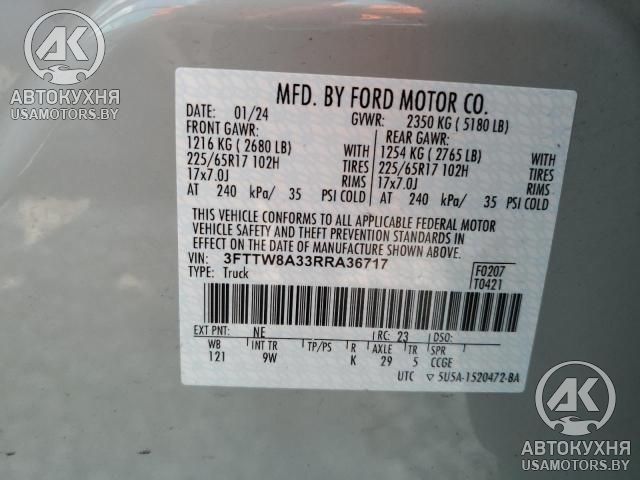 АК
АВТОКУХНЯ
USAMOTORS.BY
MFD. BY FORD MOTOR CO.
DATE: 01/24 GVWR: 2350 KG ( 5180 LB)
FRONT GAWR: REAR GAWR:
1216 KG ( 2680 LB) WITH 1254 KG ( 2765 LB) WITH
225/65R17 102H TIRES 225/65R17 102H TIRES
17x7.0J RIMS 17x7.0J RIMS
AT 240 kPa/ 35 PSI COLD AT 240 kPa/ 35 PSI COLD
THIS VEHICLE CONFORMS TO ALL APPLICABLE FEDERAL MOTOR
VEHICLE SAFETY AND THEFT PREVENTION STANDARDS IN
EFFECT ON THE DATE OF MANUFACTURE SHOWN ABOVE.
VIN: 3FTTW8A33RRA36717 F0207
TYPE: Truck T0421
EXT PNT: NE RC: 23 DSO:
WB INT TR TP/PS R AXLE TR SPR
121 9W K 29 5 CCGE
UTC ▽ 5U5A-1520472-BA
АК
АВТОКУХНЯ
USAMOTORS.BY